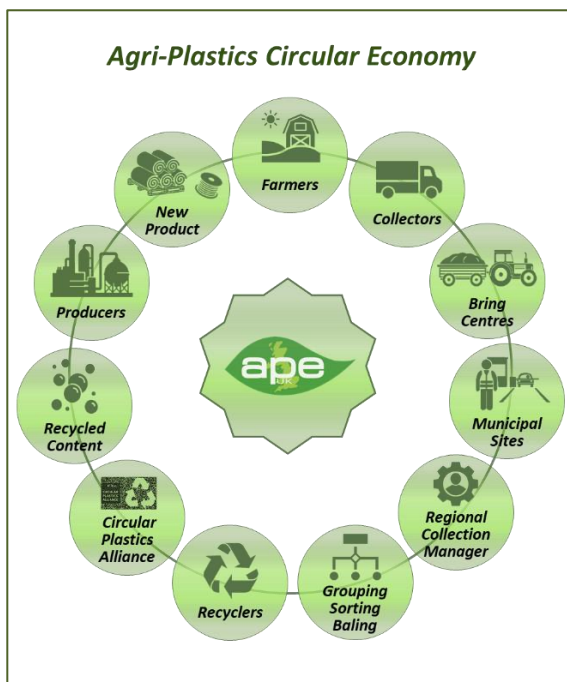 Agri-Plastics Circular Economy
Farmers
Collectors
Bring
Centres
Municipal
Sites
Regional
Collection
Manager
Grouping
Sorting
Baling
Recyclers
Circular
Plastics
Alliance
Recycled
Content
Producers
New
Product
ape
UK